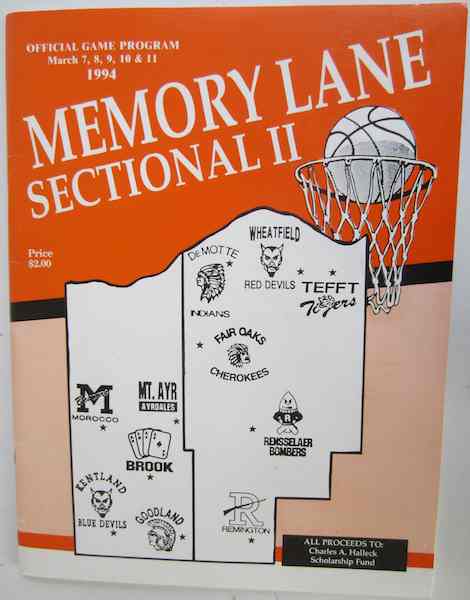 OFFICIAL GAME PROGRAM
March 7, 8, 9, 10 & 11
1994
MEMORY LANE
SECTIONAL II
Price
$2.00
WHEATFIELD
RED DEVILS
DEMOTTE
INDIANS
TEFFT
Tigers
FAIR OAKS
CHEROKEES
M
MOROCCO
MT. AYR
AYRDALES
R
RENSSELAER
BOMBERS
BROOK
KENTLAND
BLUE DEVILS
GOODLAND
R
REMINGTON
ALL PROCEEDS TO:
Charles A. Halleck
Scholarship Fund